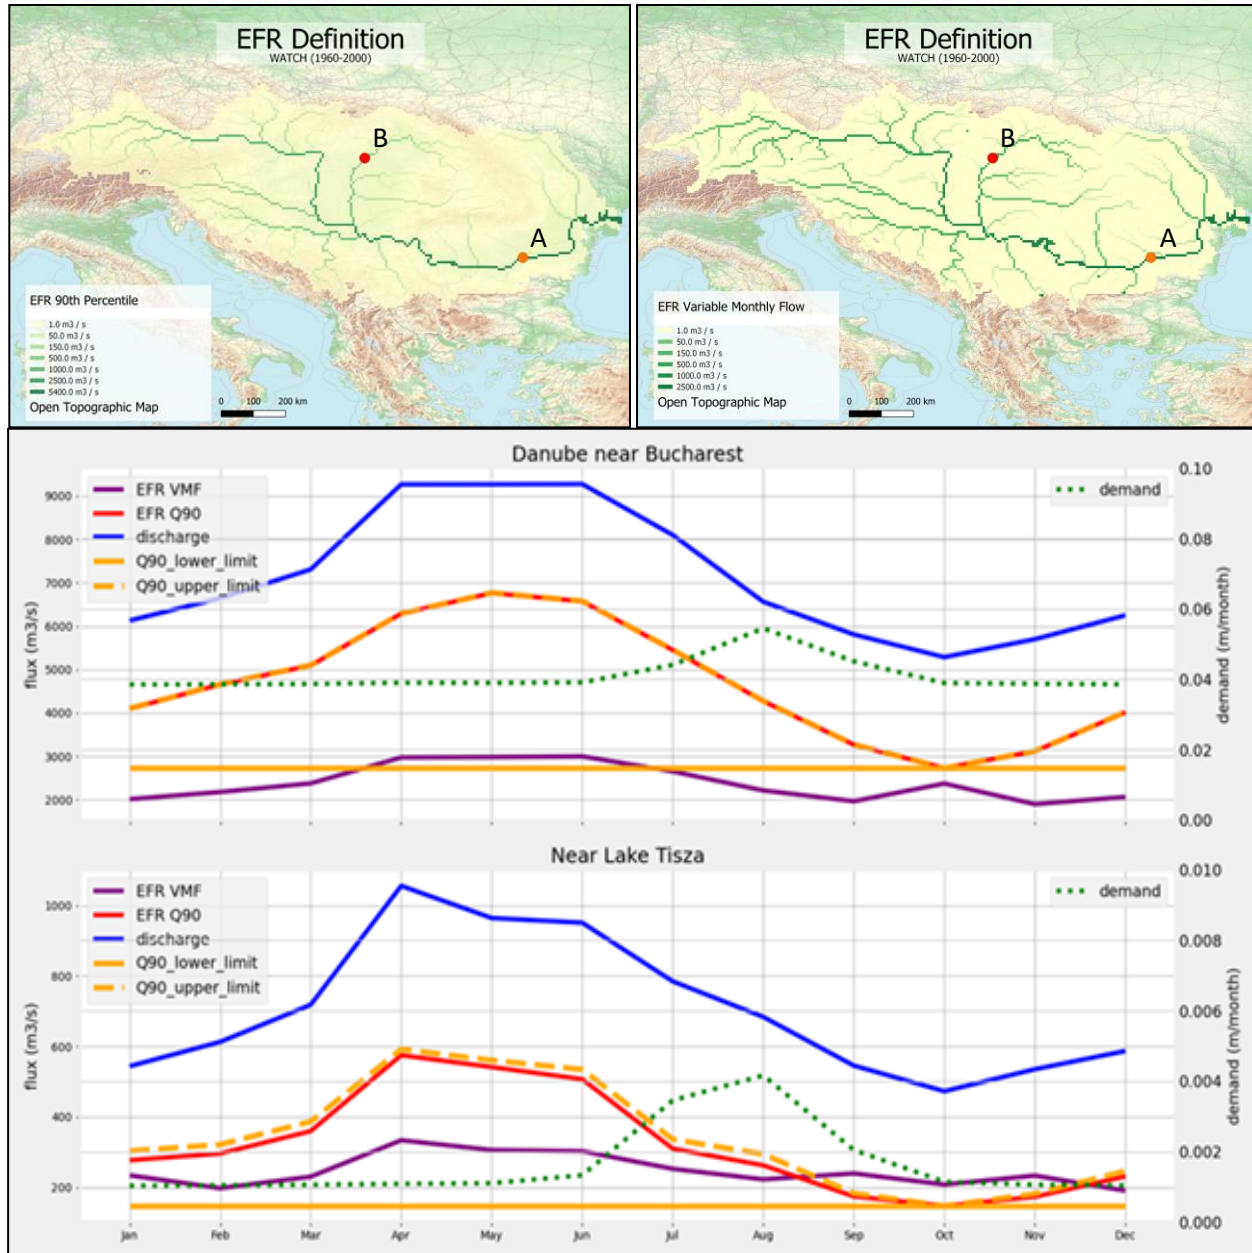 EFR Definition
WATCH (1960-2000)
B
A
EFR 90th Percentile
1.0 m3 / s
50.0 m3 / s
150.0 m3 / s
500.0 m3 / s
1000.0 m3 / s
2500.0 m3 / s
5400.0 m3 / s
Open Topographic Map
0 100 200 km
EFR Definition
WATCH (1960-2000)
B
A
EFR Variable Monthly Flow
1.0 m3 / s
50.0 m3 / s
150.0 m3 / s
500.0 m3 / s
1000.0 m3 / s
2500.0 m3 / s
Open Topographic Map
0 100 200 km
Danube near Bucharest
EFR VMF
EFR Q90
discharge
Q90_lower_limit
Q90_upper_limit
demand
flux (m3/s)
9000
8000
7000
6000
5000
4000
3000
2000
demand (m/month)
0.10
0.08
0.06
0.04
0.02
0.00
Near Lake Tisza
EFR VMF
EFR Q90
discharge
Q90_lower_limit
Q90_upper_limit
demand
flux (m3/s)
1000
800
600
400
200
demand (m/month)
0.010
0.008
0.006
0.004
0.002
0.000
Jan Feb Mar Apr May Jun Jul Aug Sep Oct Nov Dec